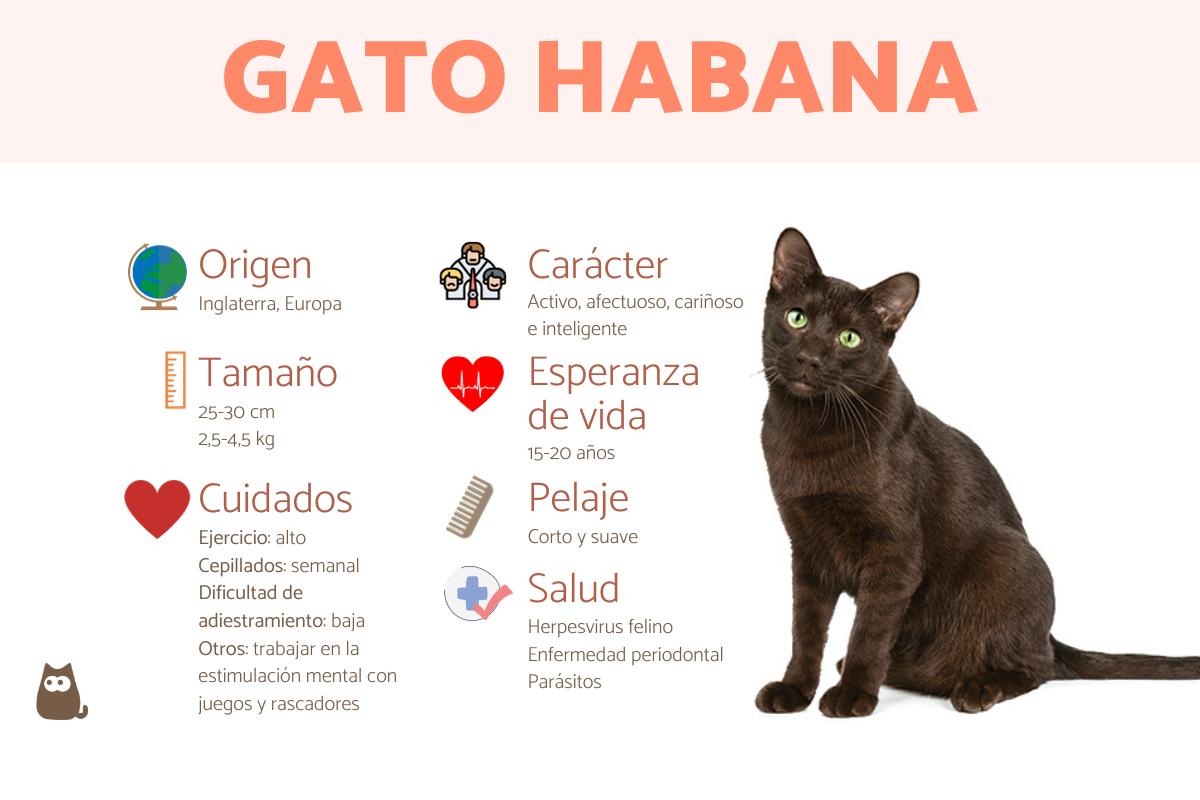 GATO HABANA
Origen
Inglaterra, Europa
Tamaño
25-30 cm
2,5-4,5 kg
Cuidados
Ejercicio: alto
Cepillados: semanal
Dificultad de
adiestramiento: baja
Otros: trabajar en la
estimulación mental con
juegos y rascadores
Carácter
Activo, afectuoso, cariñoso
e inteligente
Esperanza
de vida
15-20 años
Pelaje
Corto y suave
Salud
Herpesvirus felino
Enfermedad periodontal
Parásitos